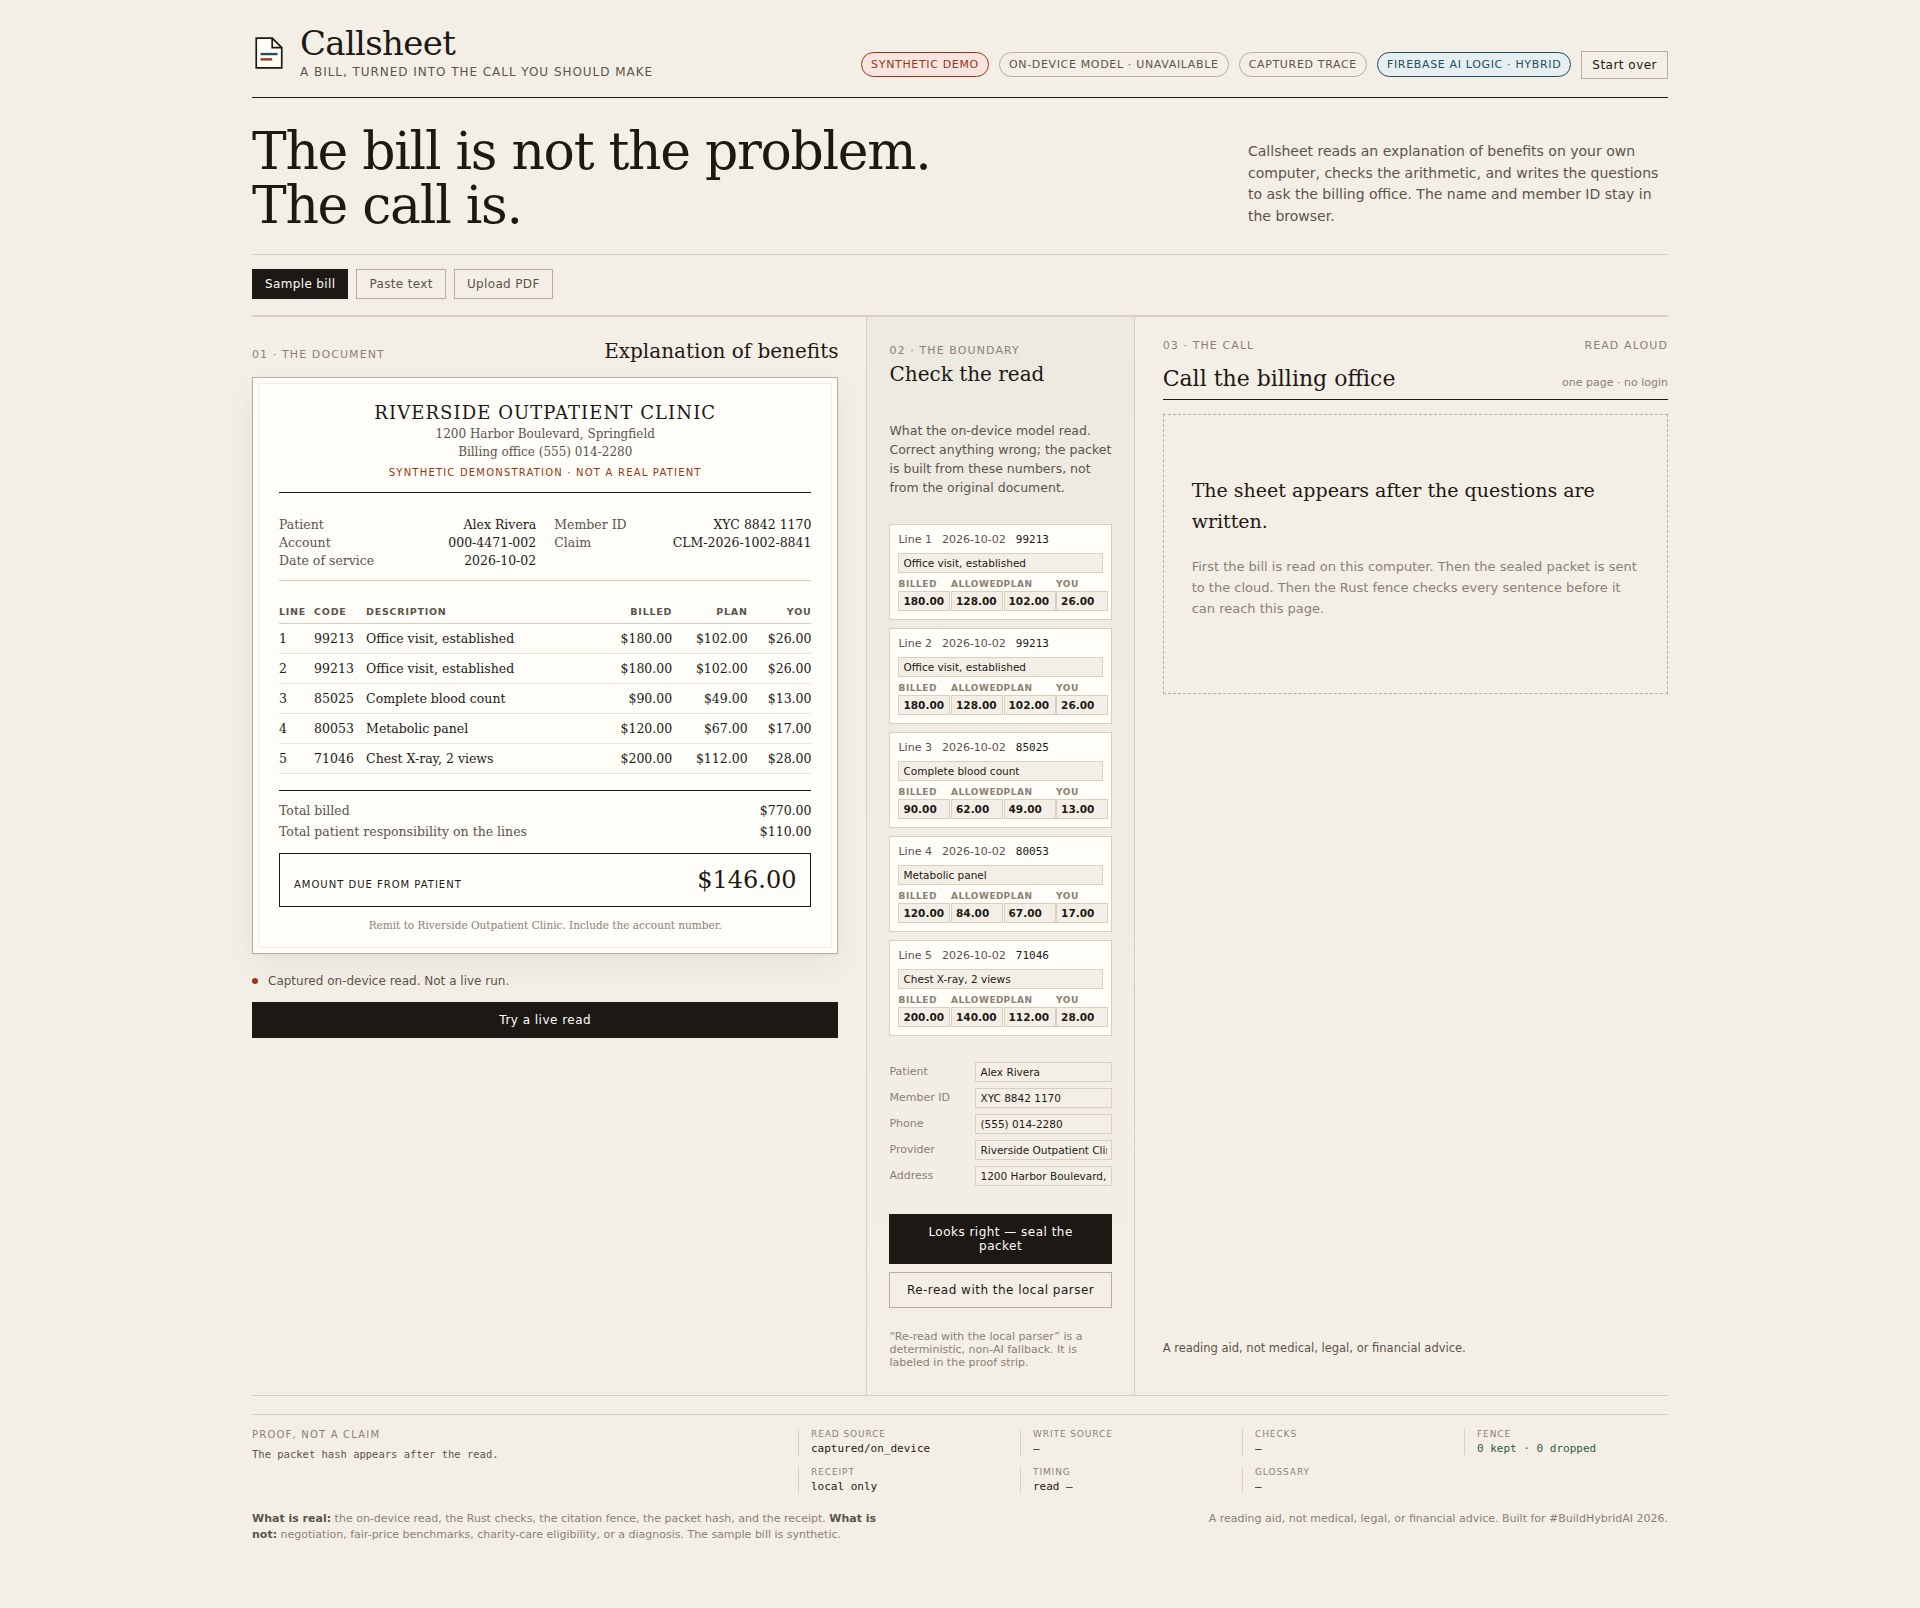 Callsheet
A BILL, TURNED INTO THE CALL YOU SHOULD MAKE
SYNTHETIC DEMO
ON-DEVICE MODEL · UNAVAILABLE
CAPTURED TRACE
FIREBASE AI LOGIC · HYBRID
Start over
The bill is not the problem.
The call is.
Callsheet reads an explanation of benefits on your own
computer, checks the arithmetic, and writes the questions
to ask the billing office. The name and member ID stay in
the browser.
Sample bill
Paste text
Upload PDF
01 · THE DOCUMENT
Explanation of benefits
RIVERSIDE OUTPATIENT CLINIC
1200 Harbor Boulevard, Springfield
Billing office (555) 014-2280
SYNTHETIC DEMONSTRATION · NOT A REAL PATIENT
Patient Alex Rivera Member ID XYC 8842 1170
Account 000-4471-002 Claim CLM-2026-1002-8841
Date of service 2026-10-02
LINE CODE DESCRIPTION BILLED PLAN YOU
1 99213 Office visit, established $180.00 $102.00 $26.00
2 99213 Office visit, established $180.00 $102.00 $26.00
3 85025 Complete blood count $90.00 $49.00 $13.00
4 80053 Metabolic panel $120.00 $67.00 $17.00
5 71046 Chest X-ray, 2 views $200.00 $112.00 $28.00
Total billed $770.00
Total patient responsibility on the lines $110.00
AMOUNT DUE FROM PATIENT $146.00
Remit to Riverside Outpatient Clinic. Include the account number.
Captured on-device read. Not a live run.
Try a live read
02 · THE BOUNDARY
Check the read
What the on-device model read.
Correct anything wrong; the packet
is built from these numbers, not
from the original document.
Line 1 2026-10-02 99213
Office visit, established
BILLED ALLOWED PLAN YOU
180.00 128.00 102.00 26.00
Line 2 2026-10-02 99213
Office visit, established
BILLED ALLOWED PLAN YOU
180.00 128.00 102.00 26.00
Line 3 2026-10-02 85025
Complete blood count
BILLED ALLOWED PLAN YOU
90.00 62.00 49.00 13.00
Line 4 2026-10-02 80053
Metabolic panel
BILLED ALLOWED PLAN YOU
120.00 84.00 67.00 17.00
Line 5 2026-10-02 71046
Chest X-ray, 2 views
BILLED ALLOWED PLAN YOU
200.00 140.00 112.00 28.00
Patient Alex Rivera
Member ID XYC 8842 1170
Phone (555) 014-2280
Provider Riverside Outpatient Cli
Address 1200 Harbor Boulevard,
Looks right — seal the
packet
Re-read with the local parser
“Re-read with the local parser” is a
deterministic, non-AI fallback. It is
labeled in the proof strip.
03 · THE CALL
READ ALOUD
Call the billing office
one page · no login
The sheet appears after the questions are
written.
First the bill is read on this computer. Then the sealed packet is sent
to the cloud. Then the Rust fence checks every sentence before it
can reach this page.
A reading aid, not medical, legal, or financial advice.
PROOF, NOT A CLAIM
The packet hash appears after the read.
READ SOURCE WRITE SOURCE CHECKS FENCE
captured/on_device — — 0 kept · 0 dropped
RECEIPT TIMING GLOSSARY
local only read — —
What is real: the on-device read, the Rust checks, the citation fence, the packet hash, and the receipt. What is
not: negotiation, fair-price benchmarks, charity-care eligibility, or a diagnosis. The sample bill is synthetic.
A reading aid, not medical, legal, or financial advice. Built for #BuildHybridAI 2026.